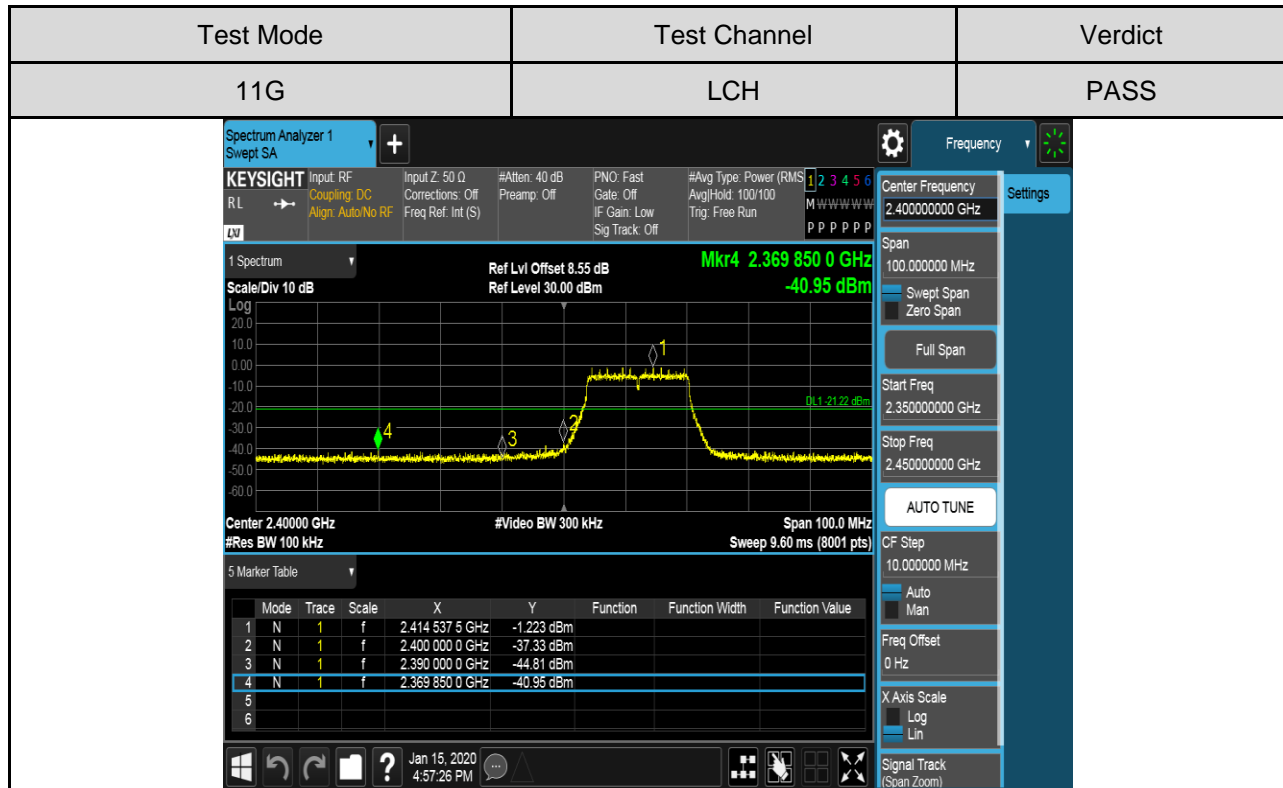 Test Mode Test Channel Verdict
11G LCH PASS
Spectrum Analyzer 1
Swept SA
+
Frequency
KEYSIGHT Input: RF Input Z: 50 Ω #Atten: 40 dB PNO: Fast #Avg Type: Power (RMS 1 2 3 4 5 6
RL Coupling: DC Corrections: Off Preamp: Off Gate: Off Avg|Hold: 100/100 M W W W W W
Align: Auto/No RF Freq Ref: Int (S) IF Gain: Low Trig: Free Run
LXI Sig Track: Off P P P P P P
Center Frequency
2.400000000 GHz
Settings
Span
100.000000 MHz
Swept Span
Zero Span
Full Span
Start Freq
2.350000000 GHz
Stop Freq
2.450000000 GHz
AUTO TUNE
CF Step
10.000000 MHz
Auto
Man
Freq Offset
0 Hz
X Axis Scale
Log
Lin
Signal Track
(Span Zoom)
1 Spectrum Ref Lvl Offset 8.55 dB Mkr4 2.369 850 0 GHz
Scale/Div 10 dB Ref Level 30.00 dBm -40.95 dBm
Log
20.0
10.0
1
0.00
-10.0
DL1 -21.22 dBm
-20.0
-30.0
4 3 2
-40.0
-50.0
-60.0
Center 2.40000 GHz #Video BW 300 kHz Span 100.0 MHz
#Res BW 100 kHz Sweep 9.60 ms (8001 pts)
5 Marker Table
Mode Trace Scale X Y Function Function Width Function Value
1 N 1 f 2.414 537 5 GHz -1.223 dBm
2 N 1 f 2.400 000 0 GHz -37.33 dBm
3 N 1 f 2.390 000 0 GHz -44.81 dBm
4 N 1 f 2.369 850 0 GHz -40.95 dBm
5
6
? Jan 15, 2020
4:57:26 PM